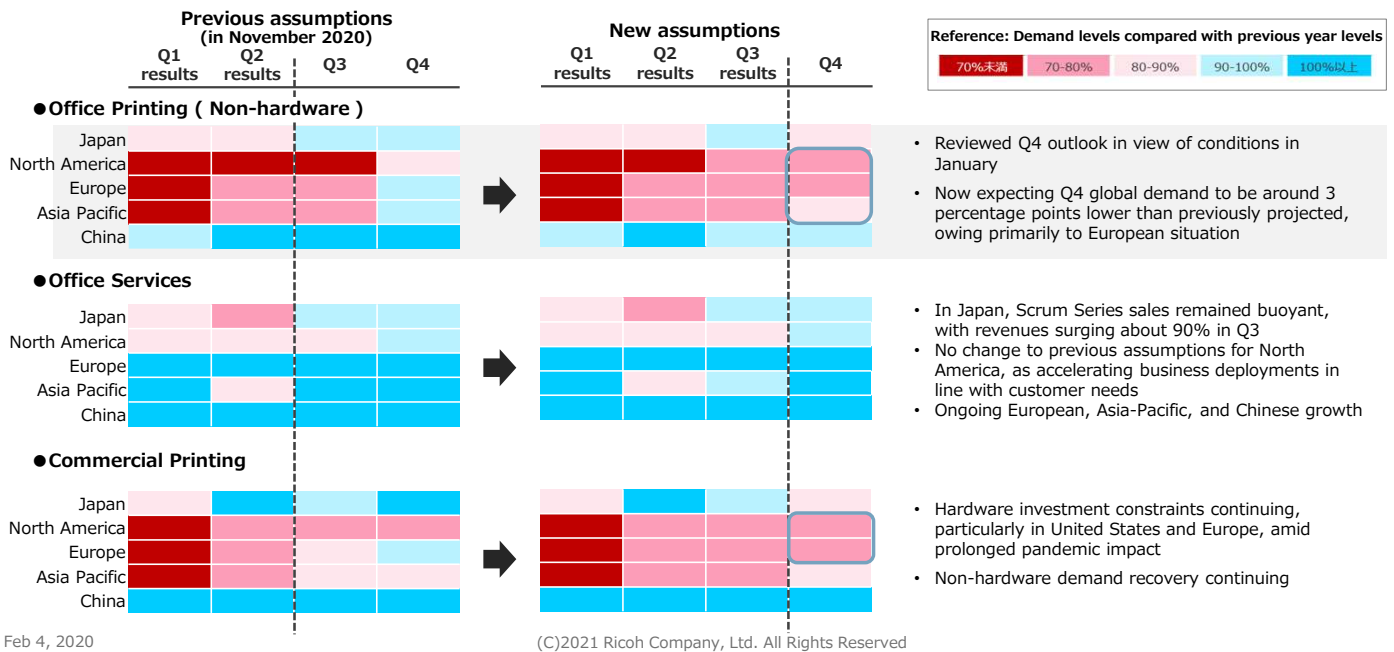 Previous assumptions
(in November 2020)
Q1 results
Q2 results
Q3
Q4
New assumptions
Q1 results
Q2 results
Q3 results
Q4
Reference: Demand levels compared with previous year levels
70%未満 70-80% 80-90% 90-100% 100%以上
●Office Printing ( Non-hardware )
Japan
North America
Europe
Asia Pacific
China
• Reviewed Q4 outlook in view of conditions in
January
• Now expecting Q4 global demand to be around 3
percentage points lower than previously projected,
owing primarily to European situation
●Office Services
Japan
North America
Europe
Asia Pacific
China
• In Japan, Scrum Series sales remained buoyant,
with revenues surging about 90% in Q3
• No change to previous assumptions for North
America, as accelerating business deployments in
line with customer needs
• Ongoing European, Asia-Pacific, and Chinese growth
●Commercial Printing
Japan
North America
Europe
Asia Pacific
China
• Hardware investment constraints continuing,
particularly in United States and Europe, amid
prolonged pandemic impact
• Non-hardware demand recovery continuing
Feb 4, 2020
(C)2021 Ricoh Company, Ltd. All Rights Reserved